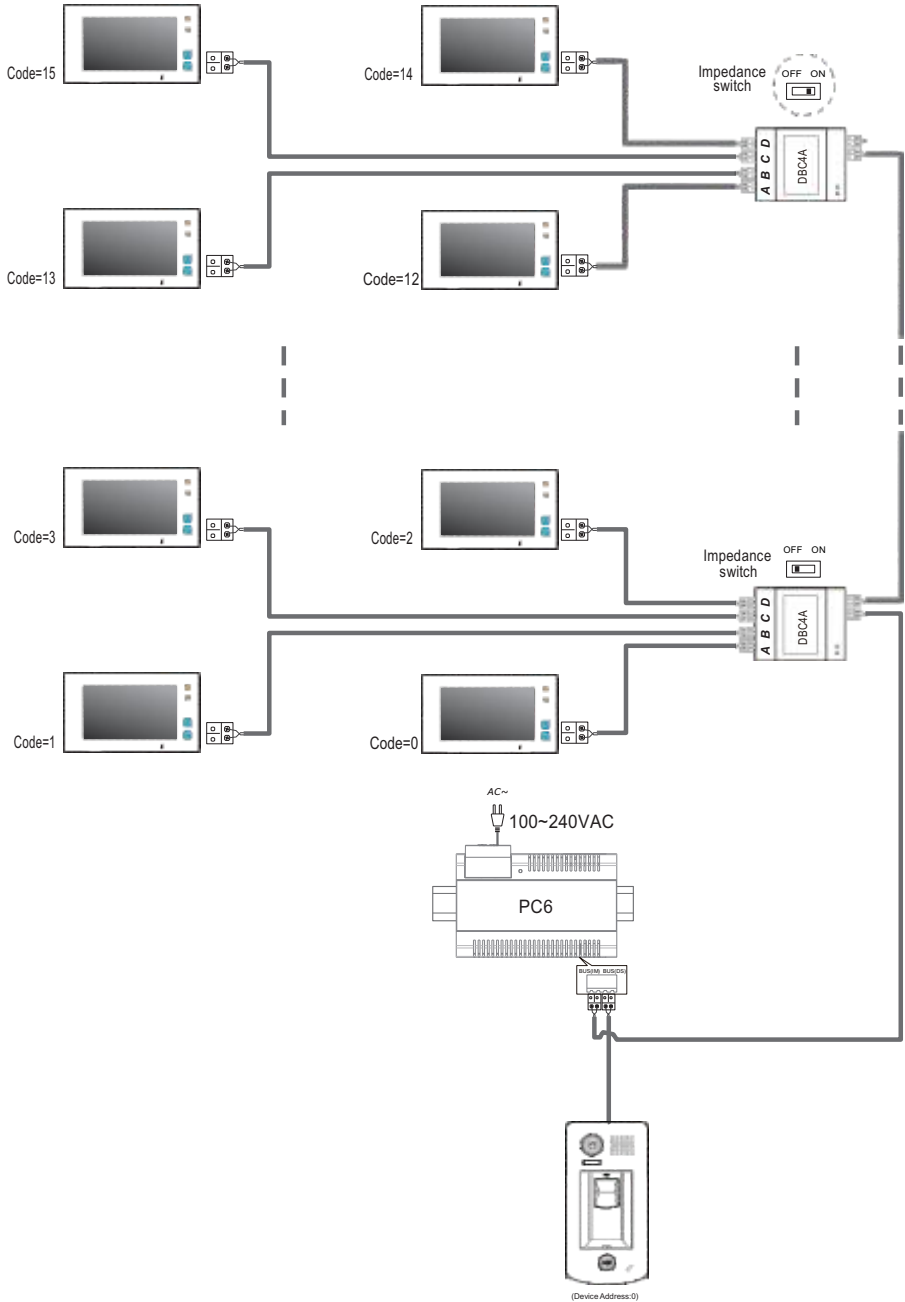 Code=15
Code=14
Impedance
switch
OFF ON
A B C D
DBC4A
Code=13
Code=12
Code=3
Code=2
Impedance
switch
OFF ON
A B C D
DBC4A
Code=1
Code=0
AC~
100~240VAC
PC6
BUS(IM) BUS(DS)
(Device Address:0)